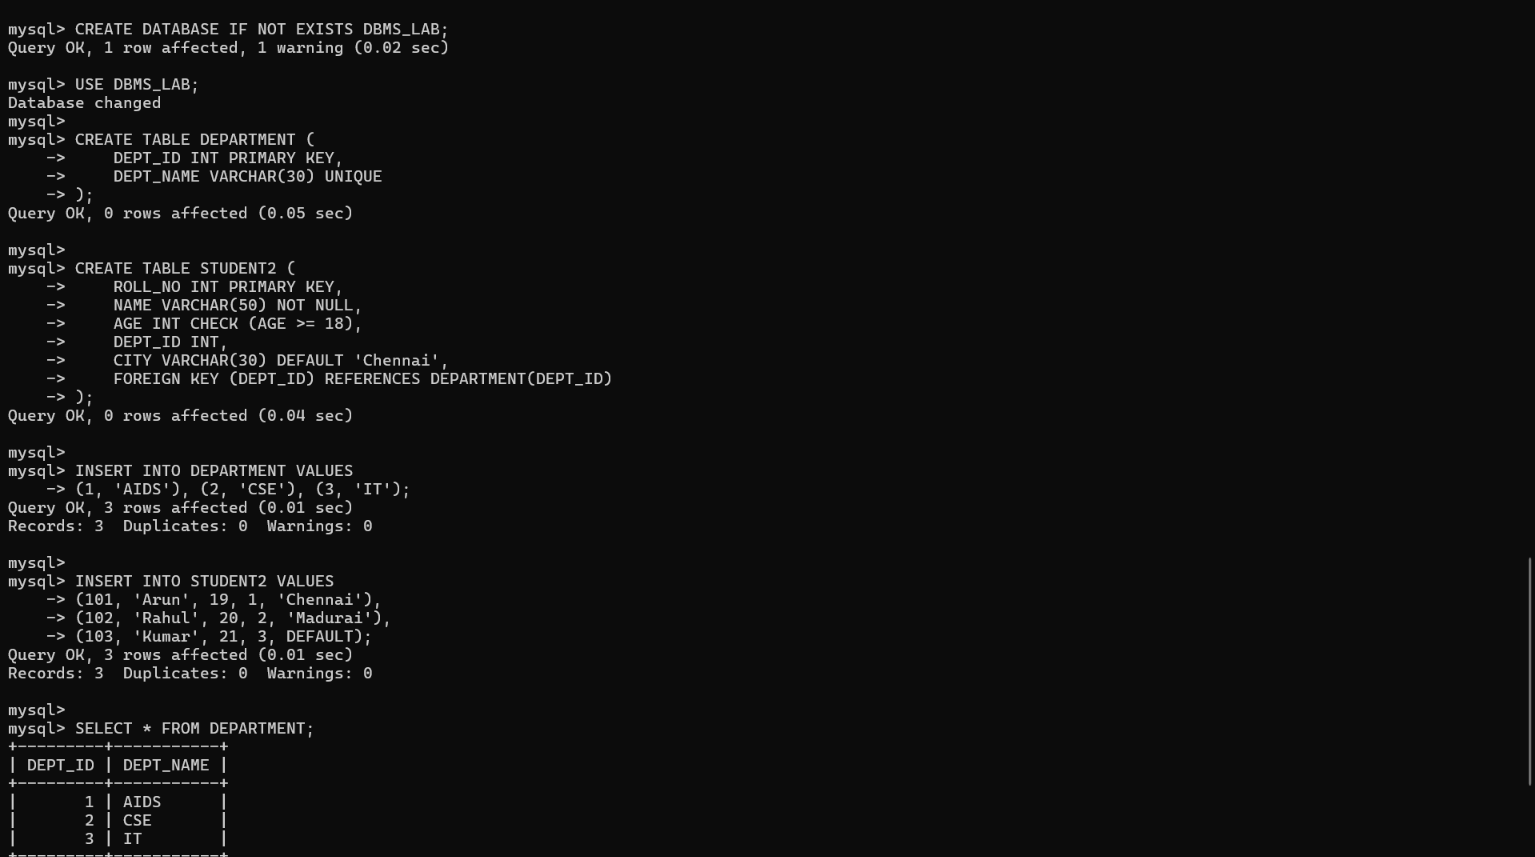 mysql> CREATE DATABASE IF NOT EXISTS DBMS_LAB;
Query OK, 1 row affected, 1 warning (0.02 sec)
mysql> USE DBMS_LAB;
Database changed
mysql>
mysql> CREATE TABLE DEPARTMENT (
    ->     DEPT_ID INT PRIMARY KEY,
    ->     DEPT_NAME VARCHAR(30) UNIQUE
    -> );
Query OK, 0 rows affected (0.05 sec)
mysql>
mysql> CREATE TABLE STUDENT2 (
    ->     ROLL_NO INT PRIMARY KEY,
    ->     NAME VARCHAR(50) NOT NULL,
    ->     AGE INT CHECK (AGE >= 18),
    ->     DEPT_ID INT,
    ->     CITY VARCHAR(30) DEFAULT 'Chennai',
    ->     FOREIGN KEY (DEPT_ID) REFERENCES DEPARTMENT(DEPT_ID)
    -> );
Query OK, 0 rows affected (0.04 sec)
mysql>
mysql> INSERT INTO DEPARTMENT VALUES
    -> (1, 'AIDS'), (2, 'CSE'), (3, 'IT');
Query OK, 3 rows affected (0.01 sec)
Records: 3  Duplicates: 0  Warnings: 0
mysql>
mysql> INSERT INTO STUDENT2 VALUES
    -> (101, 'Arun', 19, 1, 'Chennai'),
    -> (102, 'Rahul', 20, 2, 'Madurai'),
    -> (103, 'Kumar', 21, 3, DEFAULT);
Query OK, 3 rows affected (0.01 sec)
Records: 3  Duplicates: 0  Warnings: 0
mysql>
mysql> SELECT * FROM DEPARTMENT;
+---------+-----------+
| DEPT_ID | DEPT_NAME |
+---------+-----------+
|       1 | AIDS      |
|       2 | CSE       |
|       3 | IT        |
+---------+-----------+